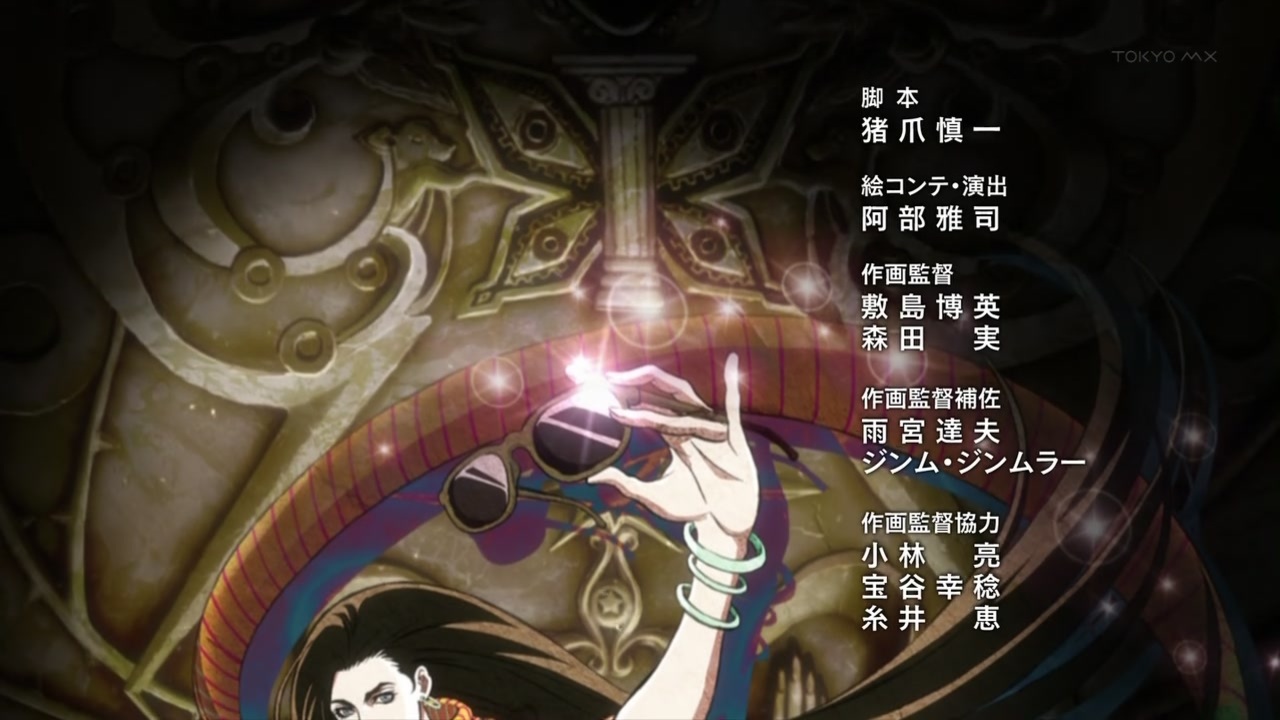 TOKYO MX
脚本
猪爪慎一
絵コンテ・演出
阿部雅司
作画監督
敷島博英
森田 実
作画監督補佐
雨宮達夫
ジンム・ジンムラー
作画監督協力
小林 亮
宝谷幸稔
糸井 恵